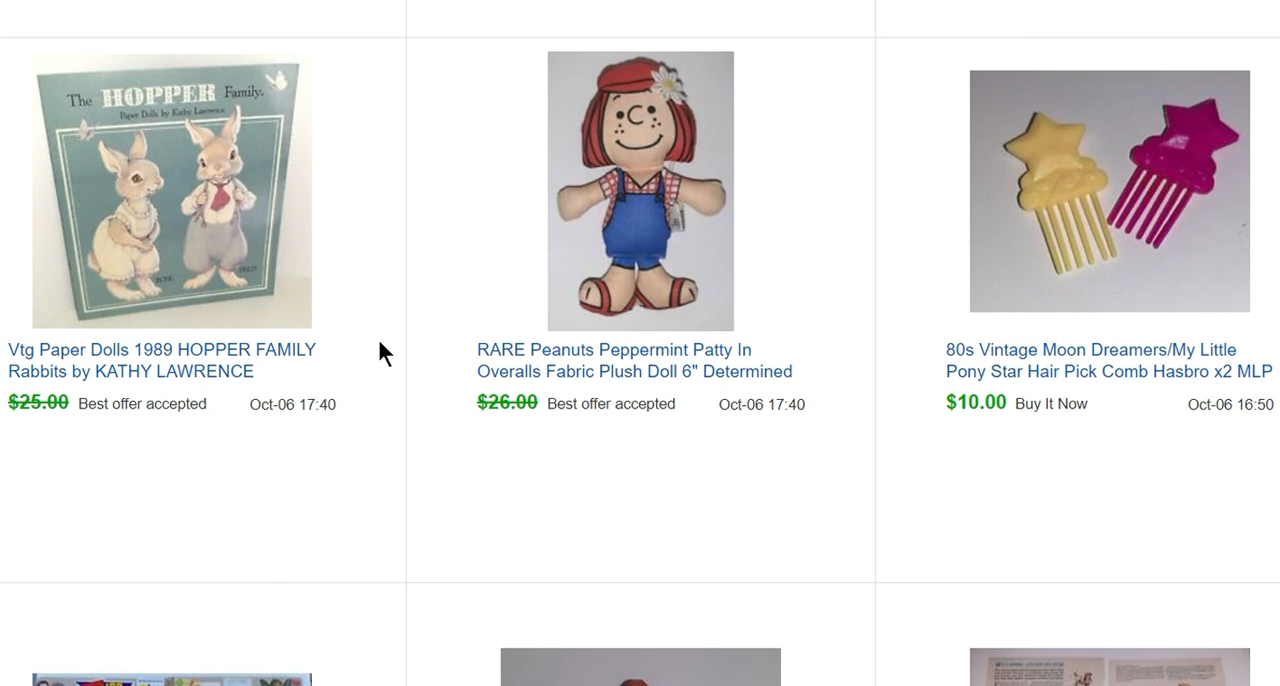 The HOPPER Family.
Paper Dolls by Kathy Lawrence
ROSE
Vtg Paper Dolls 1989 HOPPER FAMILY
Rabbits by KATHY LAWRENCE
$25.00 Best offer accepted Oct-06 17:40
RARE Peanuts Peppermint Patty In
Overalls Fabric Plush Doll 6" Determined
$26.00 Best offer accepted Oct-06 17:40
80s Vintage Moon Dreamers/My Little
Pony Star Hair Pick Comb Hasbro x2 MLP
$10.00 Buy It Now Oct-06 16:50